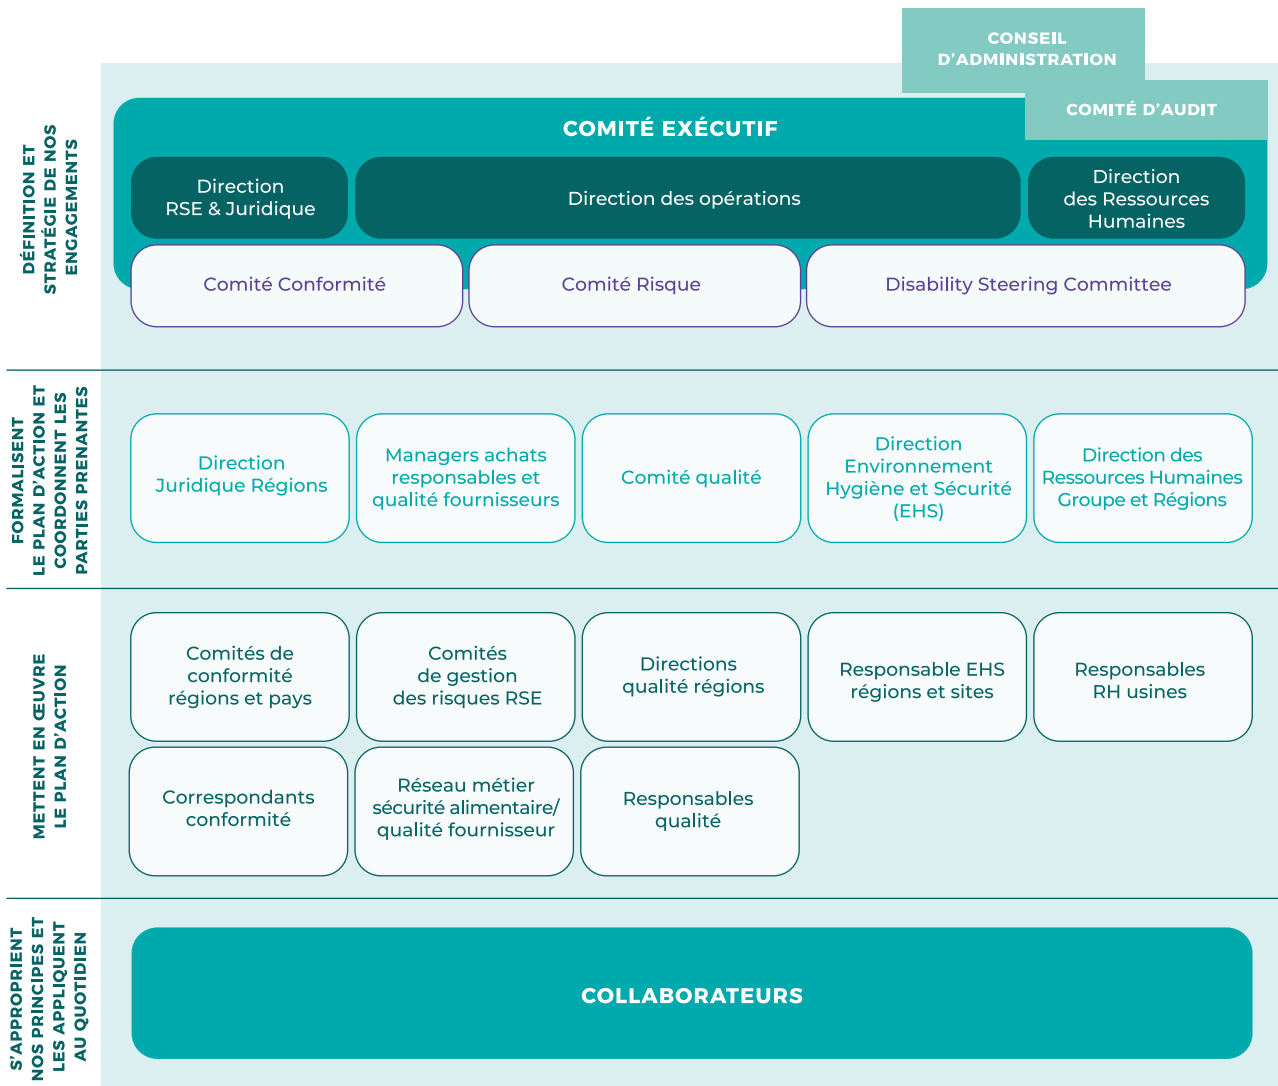 CONSEIL
D'ADMINISTRATION
COMITÉ D'AUDIT
DÉFINITION ET
STRATÉGIE DE NOS
ENGAGEMENTS
COMITÉ EXÉCUTIF
Direction
RSE & Juridique
Direction des opérations
Direction
des Ressources
Humaines
Comité Conformité
Comité Risque
Disability Steering Committee
FORMALISENT
LE PLAN D'ACTION ET
COORDONNENT LES
PARTIES PRENANTES
Direction
Juridique Régions
Managers achats
responsables et
qualité fournisseurs
Comité qualité
Direction
Environnement
Hygiène et Sécurité
(EHS)
Direction des
Ressources Humaines
Groupe et Régions
METTENT EN ŒUVRE
LE PLAN D'ACTION
Comités de
conformité
régions et pays
Comités
de gestion
des risques RSE
Directions
qualité régions
Responsable EHS
régions et sites
Responsables
RH usines
Correspondants
conformité
Réseau métier
sécurité alimentaire/
qualité fournisseur
Responsables
qualité
S'APPROPRIENT
NOS PRINCIPES ET
LES APPLIQUENT
AU QUOTIDIEN
COLLABORATEURS